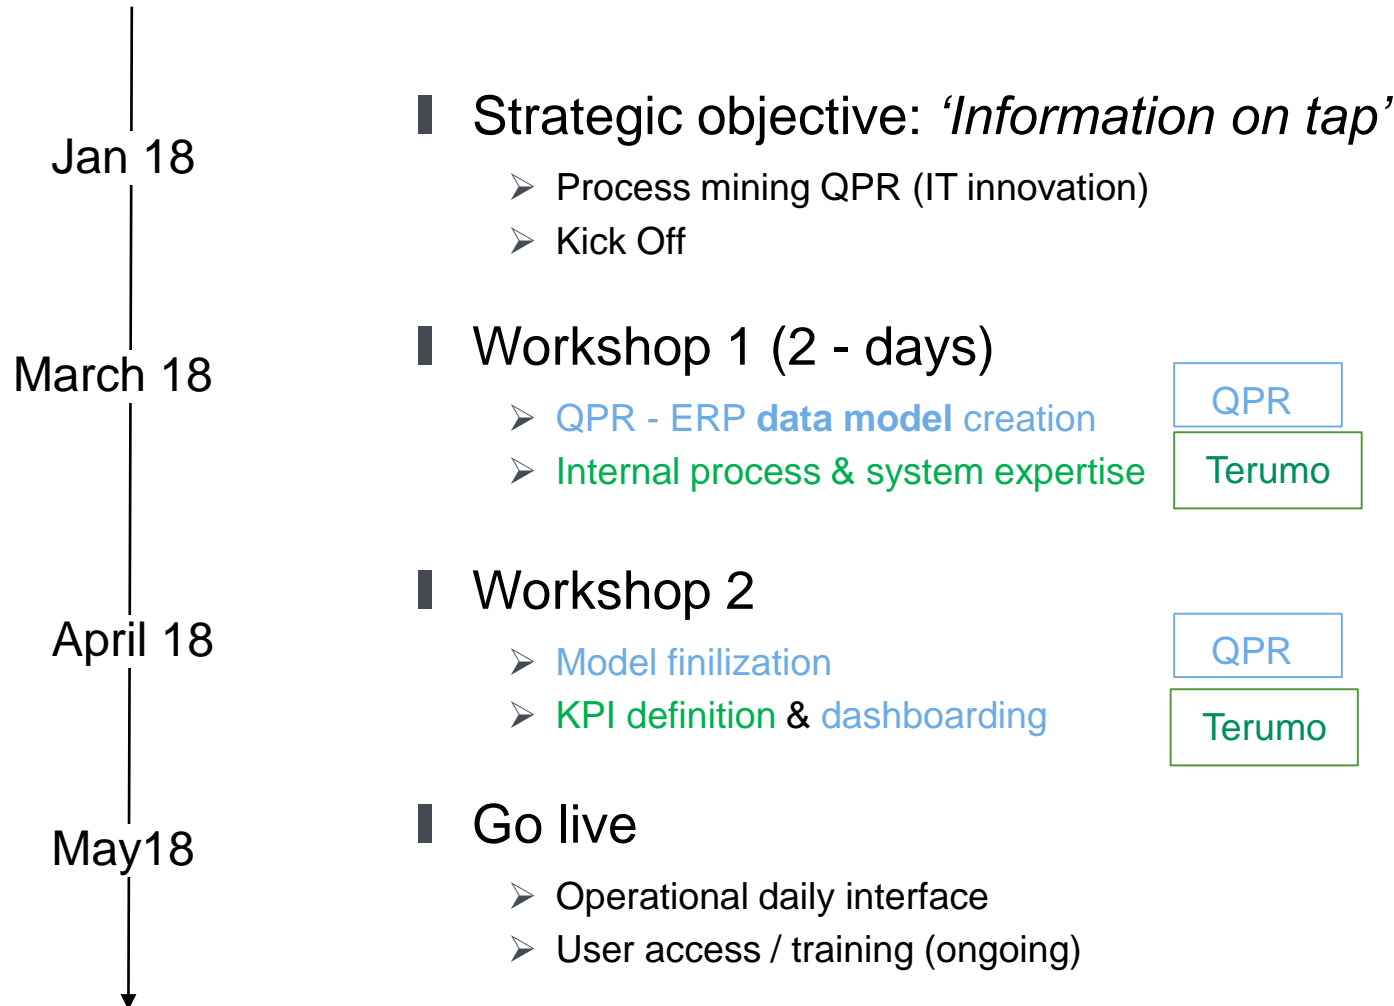 Jan 18
Strategic objective: ‘Information on tap’
Process mining QPR (IT innovation)
Kick Off
March 18
Workshop 1 (2 - days)
QPR - ERP data model creation
QPR
Internal process & system expertise
Terumo
April 18
Workshop 2
Model finilization
QPR
KPI definition & dashboarding
Terumo
May18
Go live
Operational daily interface
User access / training (ongoing)